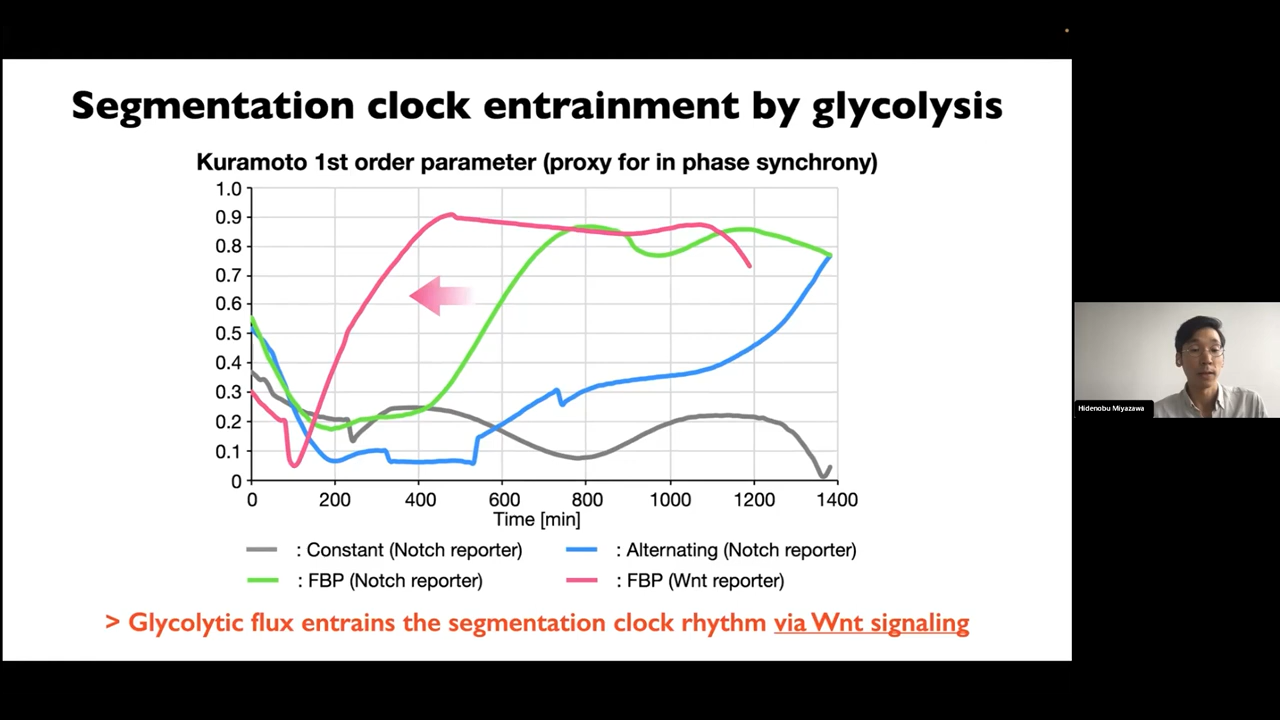 Segmentation clock entrainment by glycolysis
Kuramoto 1st order parameter (proxy for in phase synchrony)
1.0
0.9
0.8
0.7
0.6
0.5
0.4
0.3
0.2
0.1
0
0 200 400 600 800 1000 1200 1400
Time [min]
: Constant (Notch reporter) : Alternating (Notch reporter)
: FBP (Notch reporter) : FBP (Wnt reporter)
> Glycolytic flux entrains the segmentation clock rhythm via Wnt signaling
Hidenobu Miyazawa